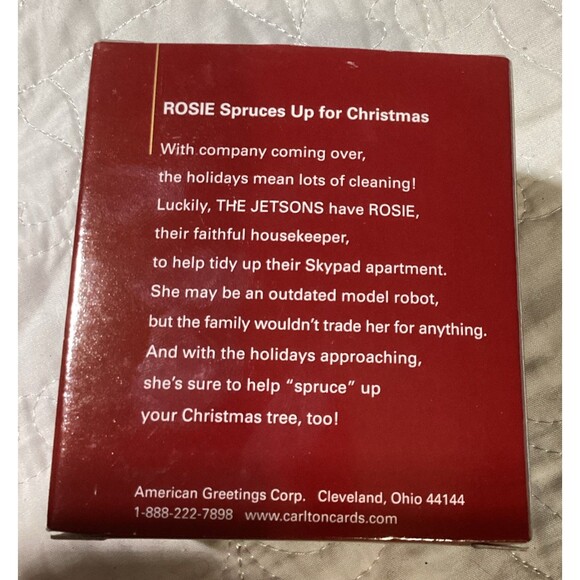 ROSIE Spruces Up for Christmas
With company coming over,
the holidays mean lots of cleaning!
Luckily, THE JETSONS have ROSIE,
their faithful housekeeper,
to help tidy up their Skypad apartment.
She may be an outdated model robot,
but the family wouldn't trade her for anything.
And with the holidays approaching,
she's sure to help "spruce" up
your Christmas tree, too!
American Greetings Corp. Cleveland, Ohio 44144
1-888-222-7898 www.carltoncards.com